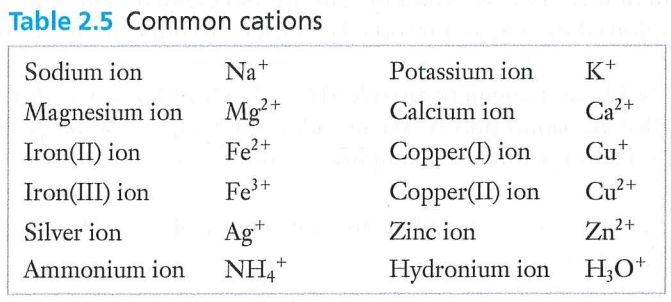 Table 2.5 Common cations
Sodium ion Na⁺ Potassium ion K⁺
Magnesium ion Mg²⁺ Calcium ion Ca²⁺
Iron(II) ion Fe²⁺ Copper(I) ion Cu⁺
Iron(III) ion Fe³⁺ Copper(II) ion Cu²⁺
Silver ion Ag⁺ Zinc ion Zn²⁺
Ammonium ion NH₄⁺ Hydronium ion H₃O⁺